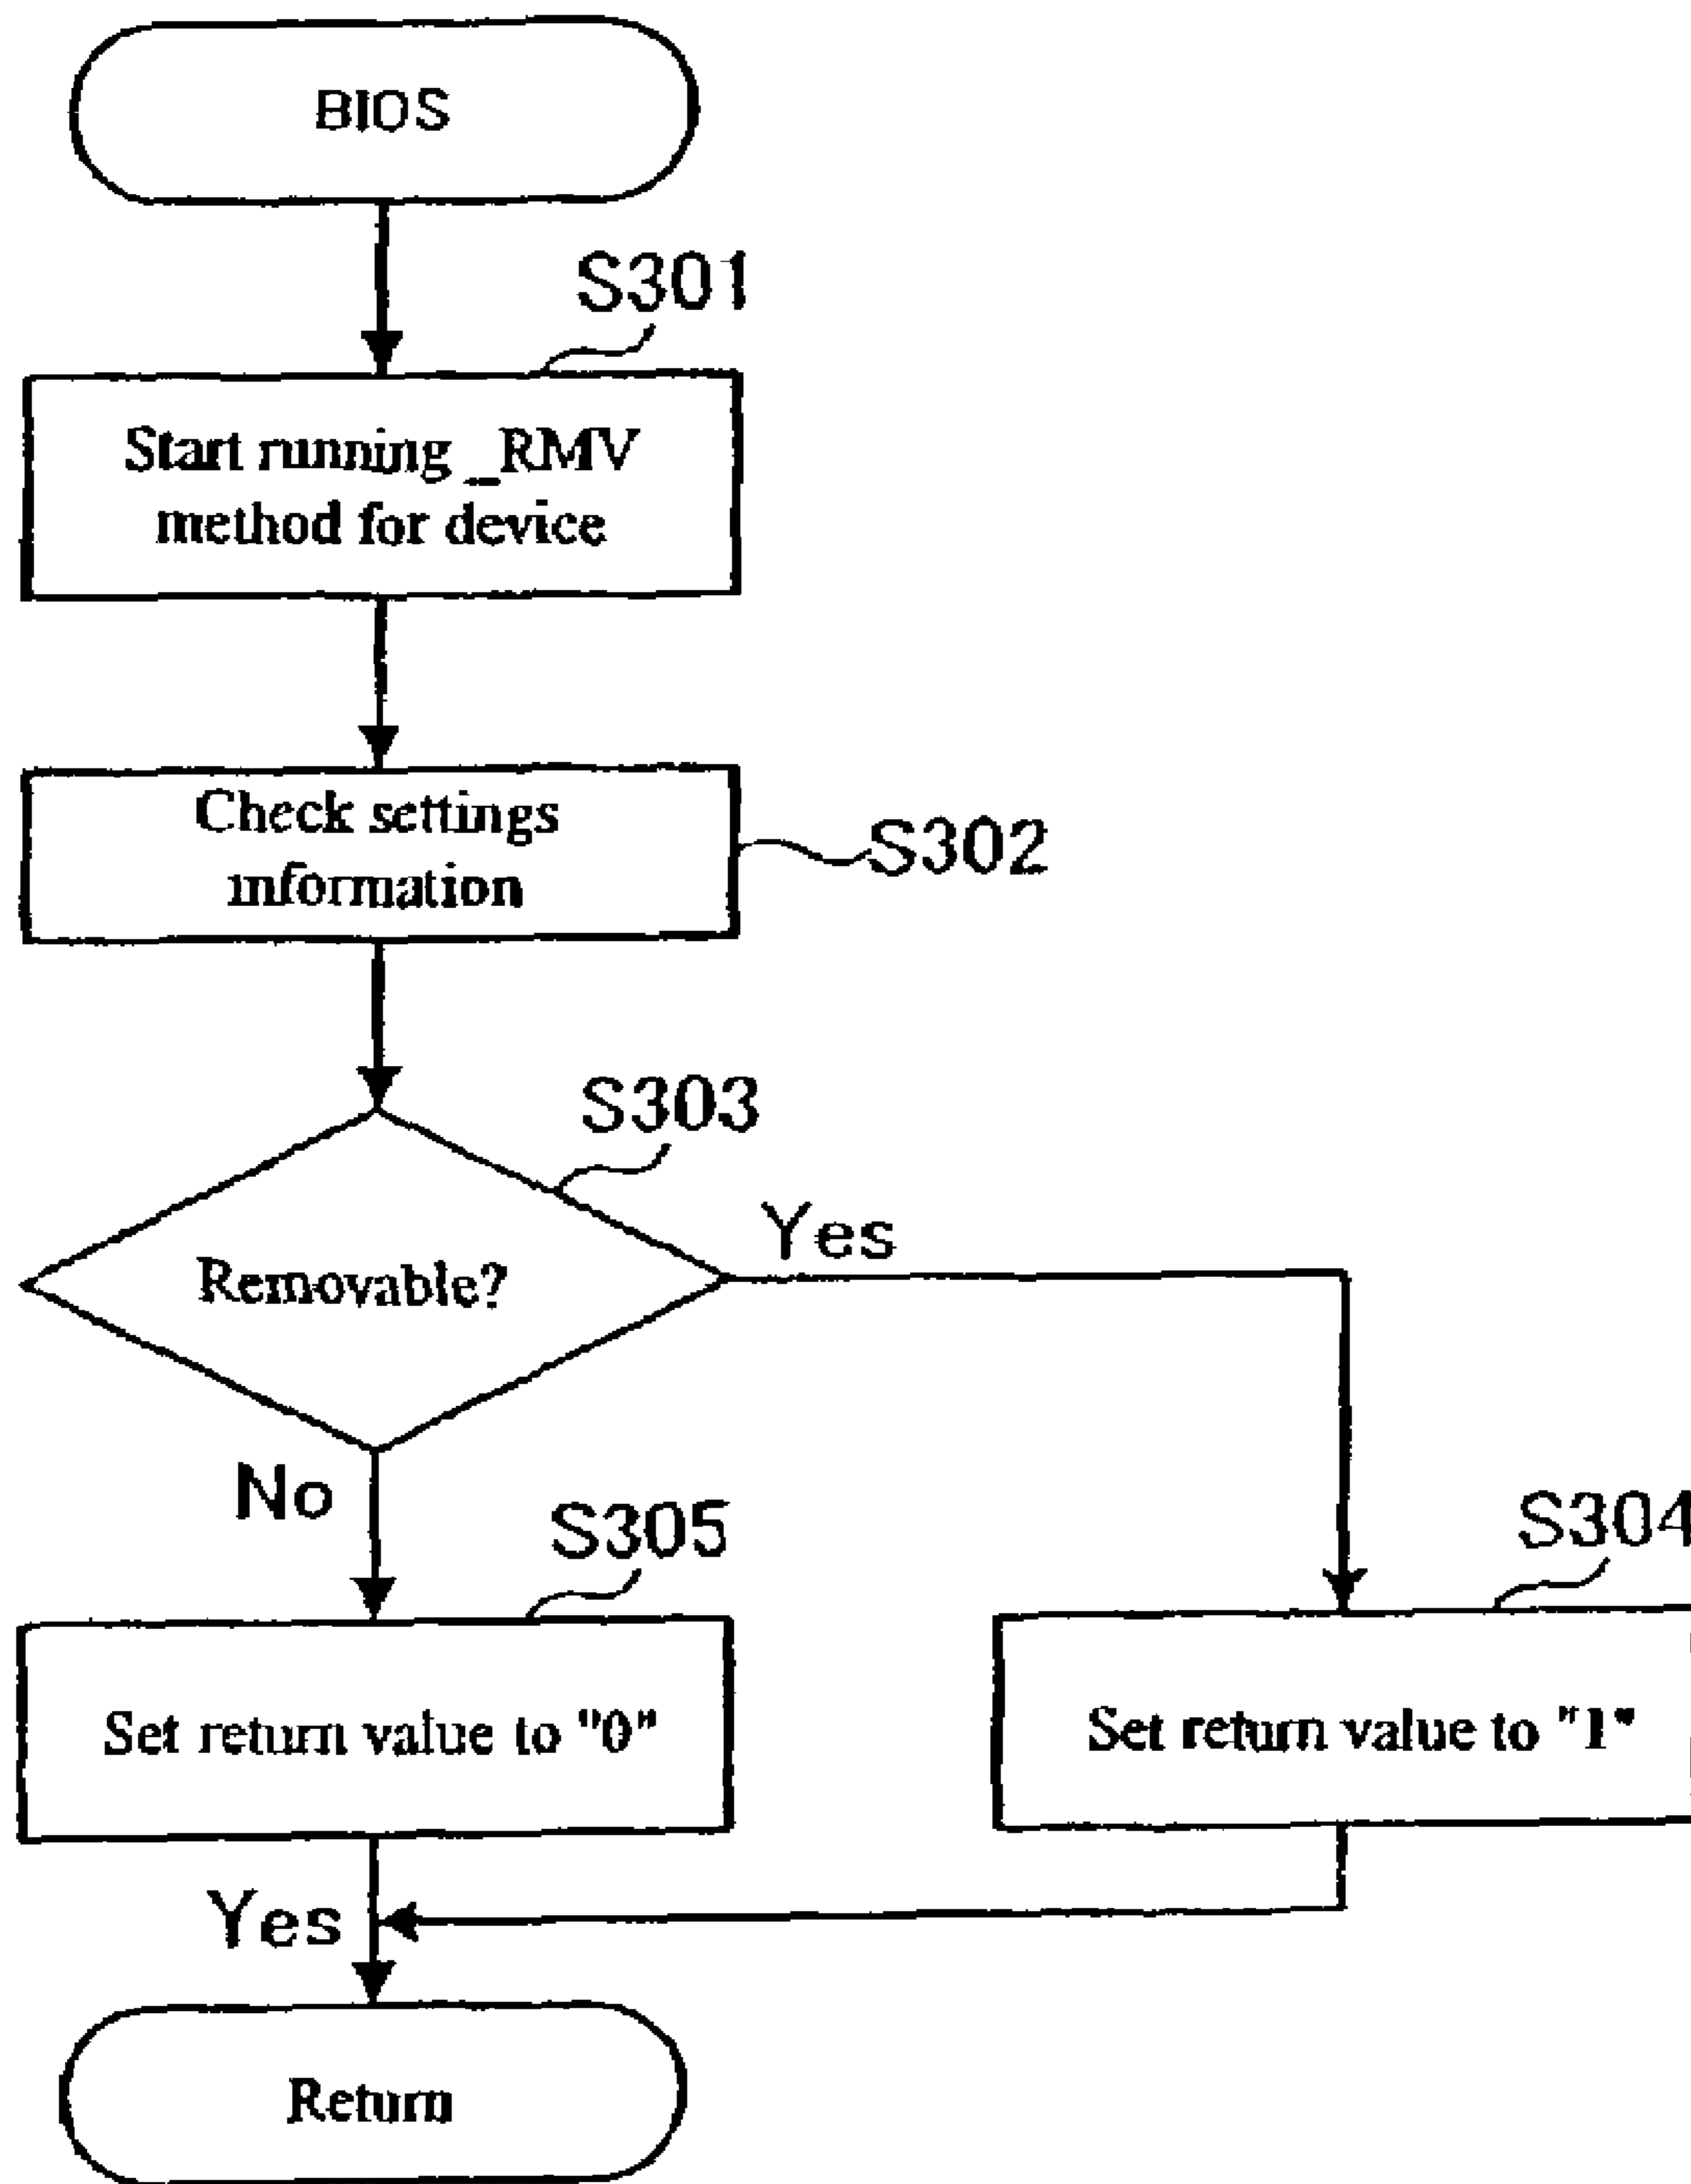 BIOS
S301
Start running _RMV
method for device
Check settings
information
S302
S303
Removable?
Yes
No
S305
S304
Set return value to "0"
Set return value to "1"
Yes
Return